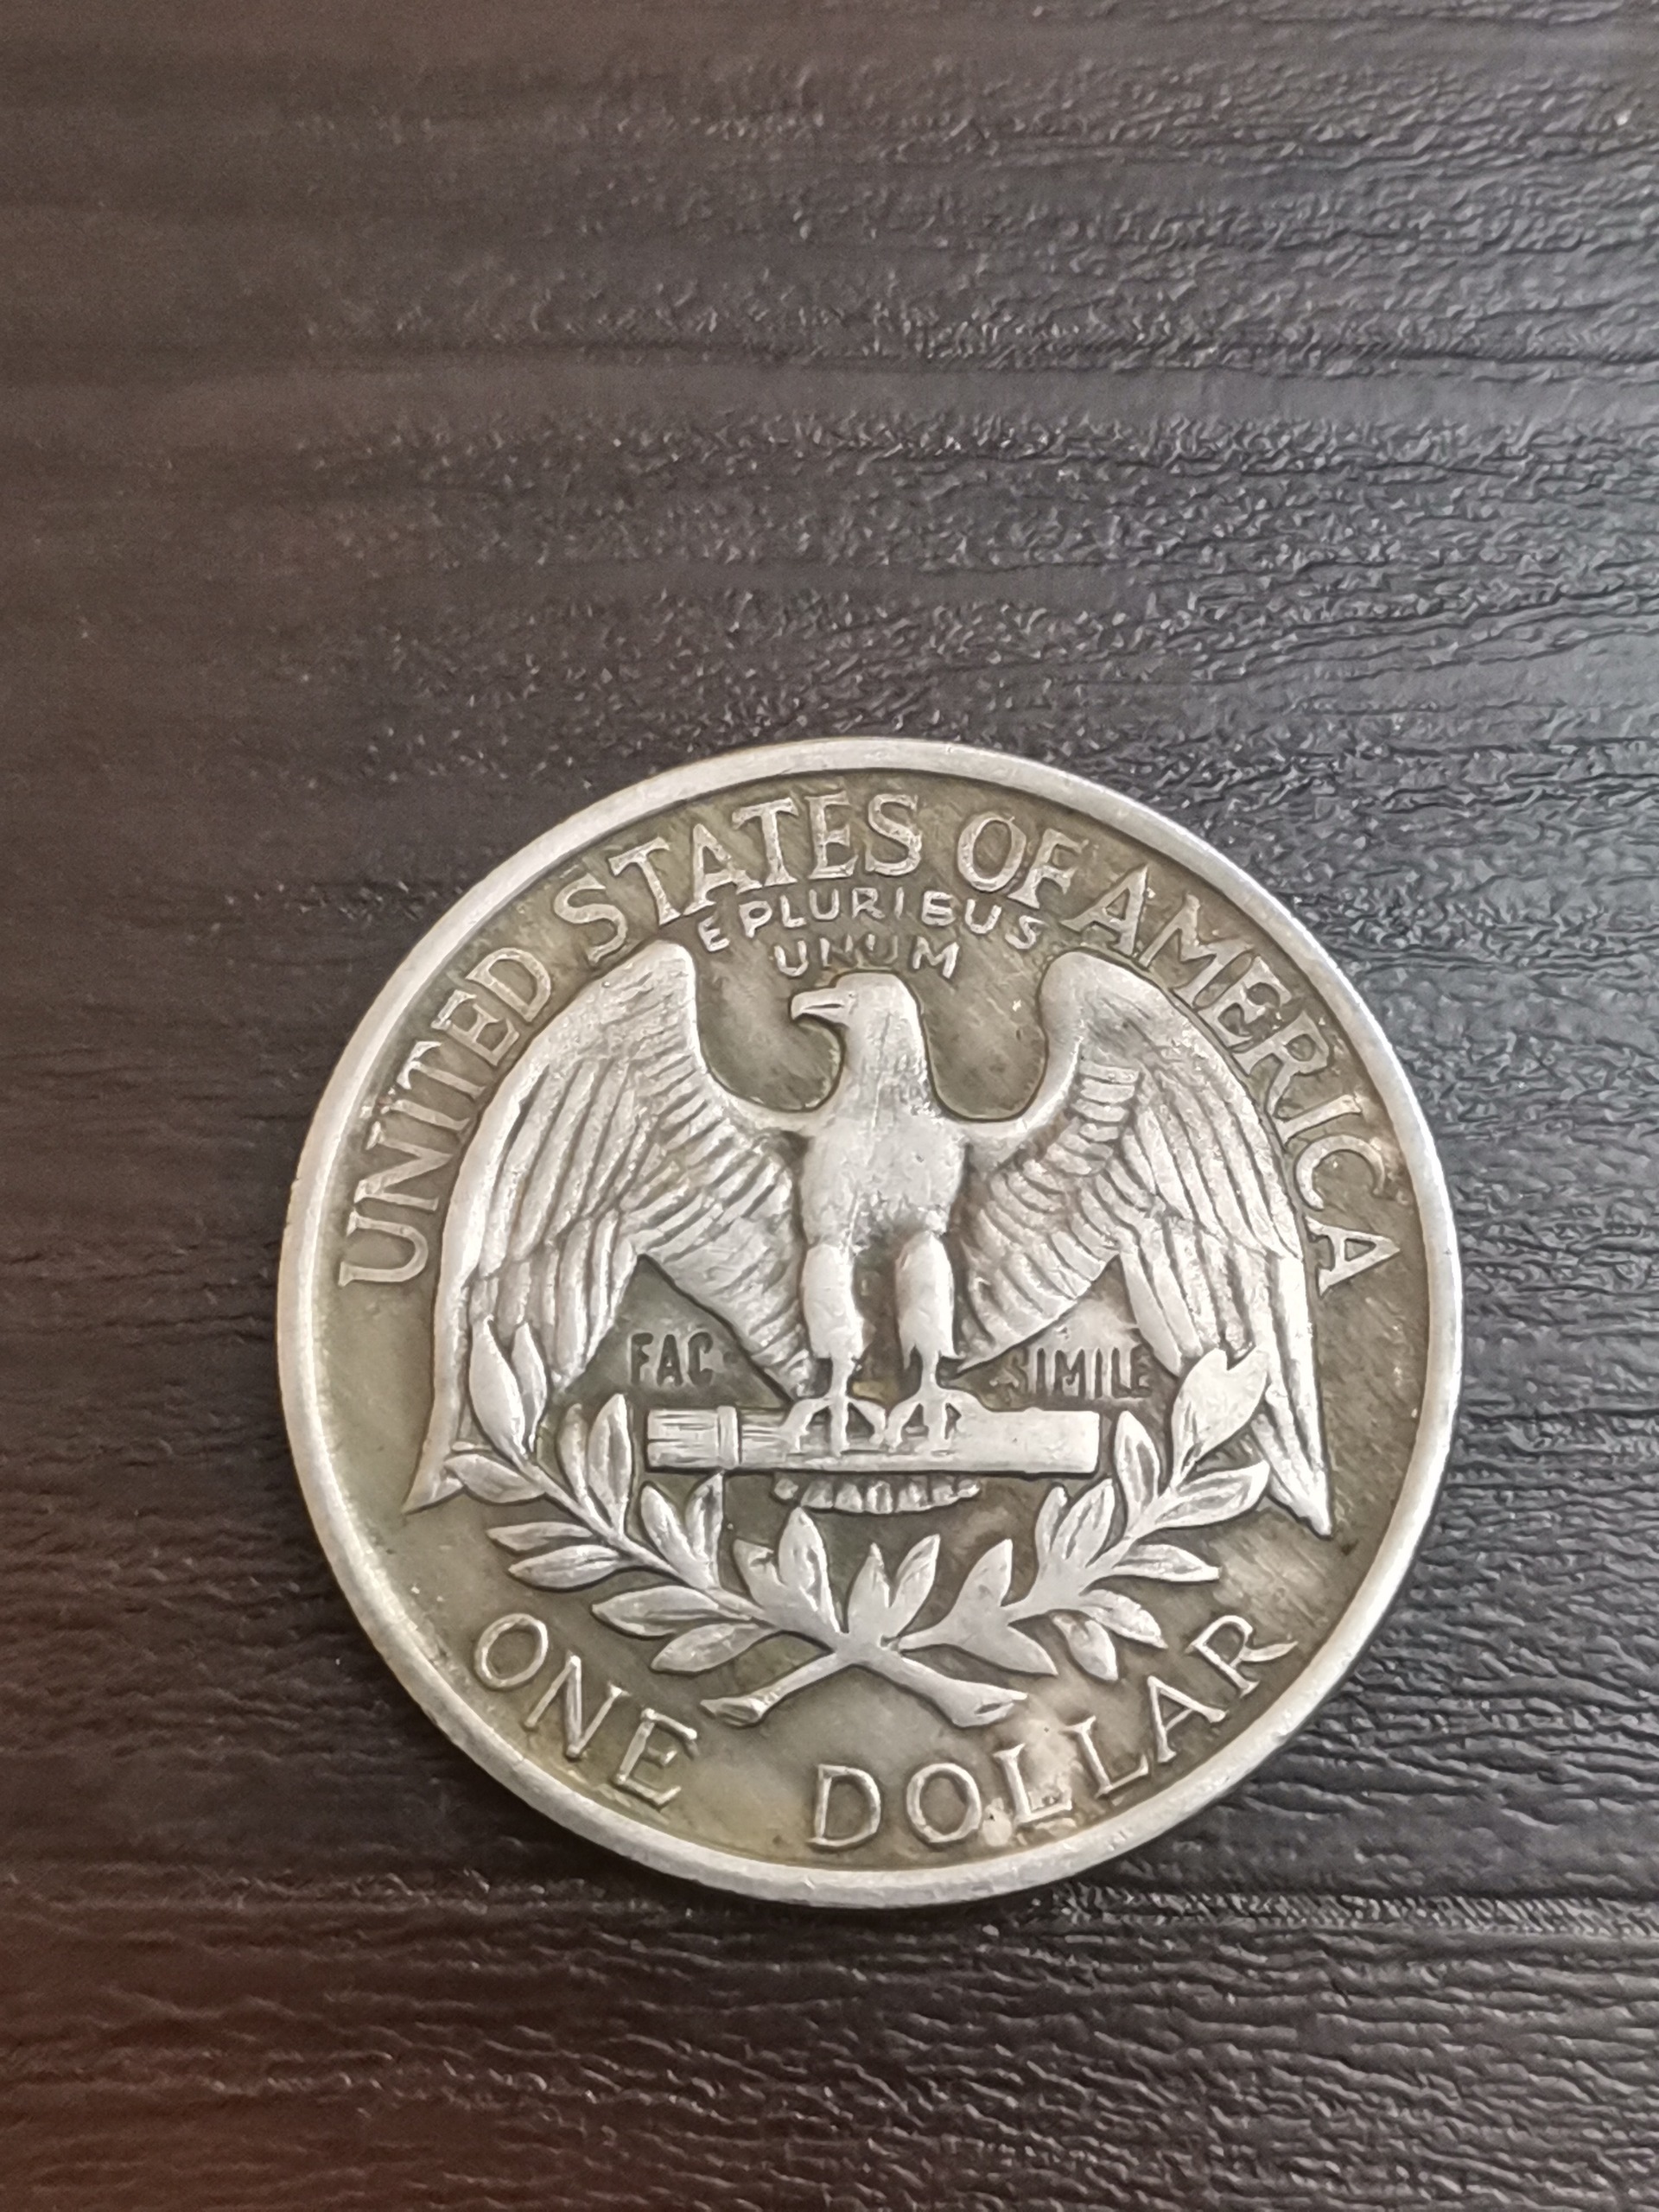 UNITED STATES OF AMERICA
E PLURIBUS
UNUM
FAC SIMILE
ONE DOLLAR